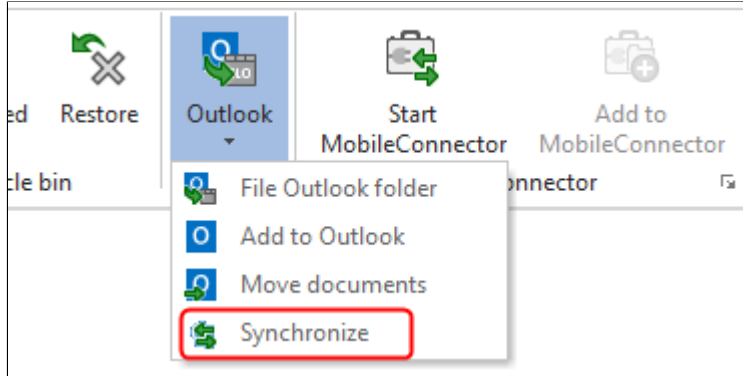 ed Restore Outlook Start MobileConnector Add to MobileConnector
cle bin onnector
File Outlook folder
Add to Outlook
Move documents
Synchronize